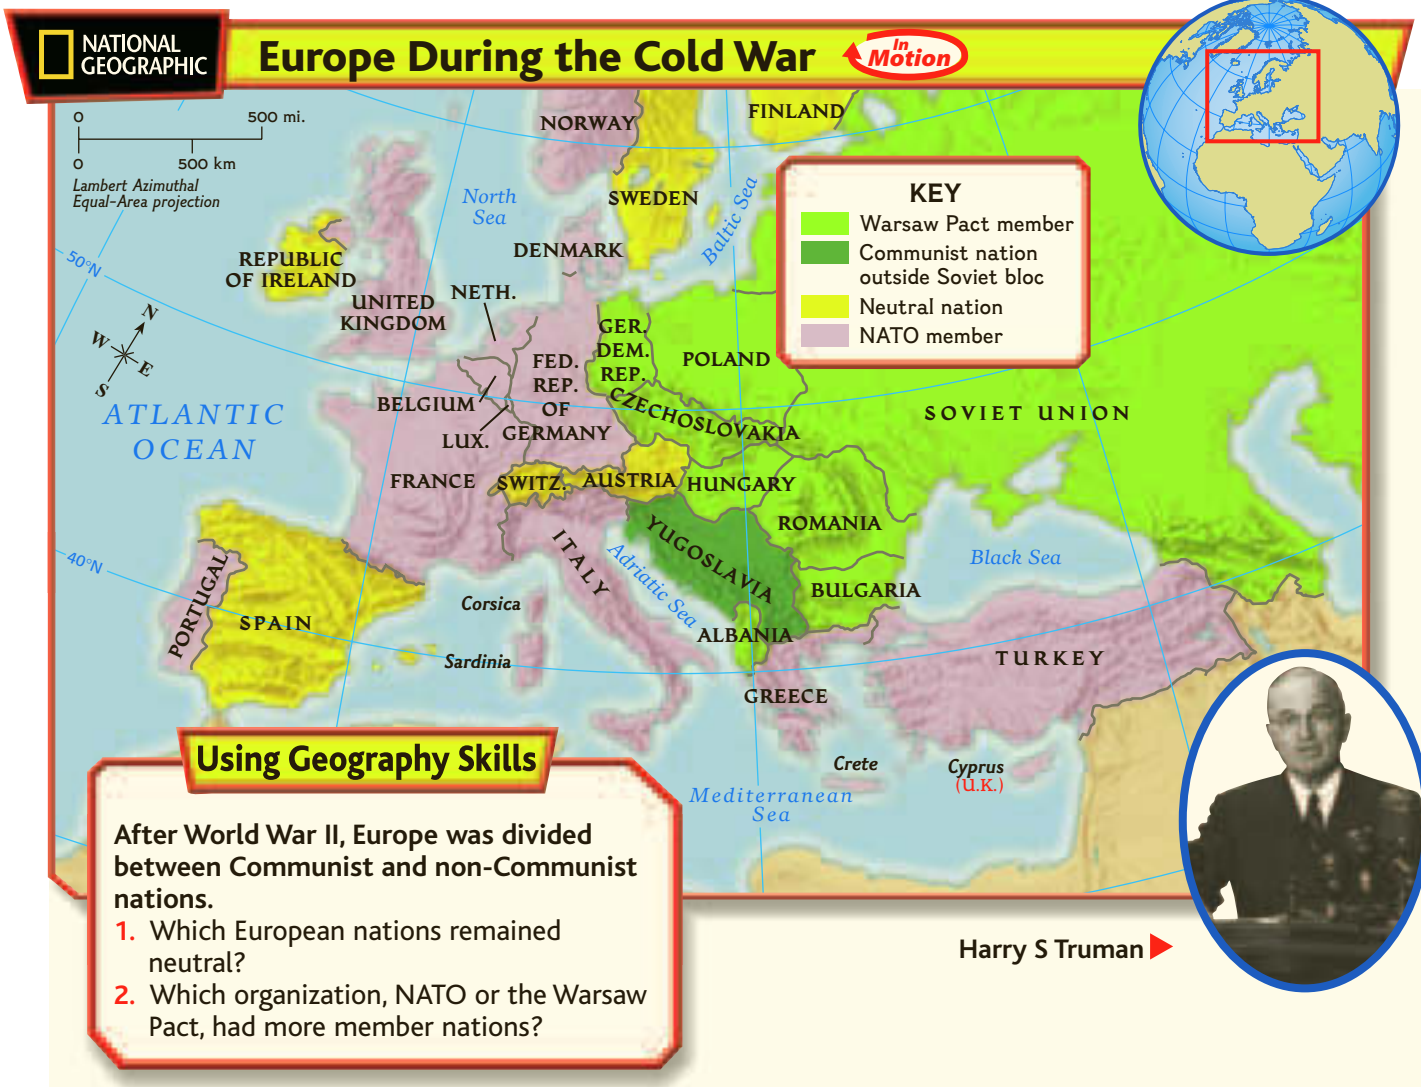 NATIONAL
GEOGRAPHIC
Europe During the Cold War
In
Motion
0 500 mi.
0 500 km
Lambert Azimuthal
Equal-Area projection
KEY
Warsaw Pact member
Communist nation
outside Soviet bloc
Neutral nation
NATO member
NORWAY
FINLAND
SWEDEN
North
Sea
Baltic Sea
DENMARK
REPUBLIC
OF IRELAND
UNITED
KINGDOM
NETH.
50°N
N
W
E
S
ATLANTIC
OCEAN
BELGIUM
LUX.
FED.
REP.
OF
GERMANY
GER.
DEM.
REP.
POLAND
CZECHOSLOVAKIA
SOVIET UNION
FRANCE
SWITZ.
AUSTRIA
HUNGARY
ROMANIA
YUGOSLAVIA
ITALY
Adriatic Sea
Black Sea
BULGARIA
40°N
PORTUGAL
SPAIN
Corsica
Sardinia
ALBANIA
GREECE
TURKEY
Crete
Cyprus
(U.K.)
Mediterranean
Sea
Using Geography Skills
After World War II, Europe was divided
between Communist and non-Communist
nations.
1. Which European nations remained
neutral?
2. Which organization, NATO or the Warsaw
Pact, had more member nations?
Harry S Truman